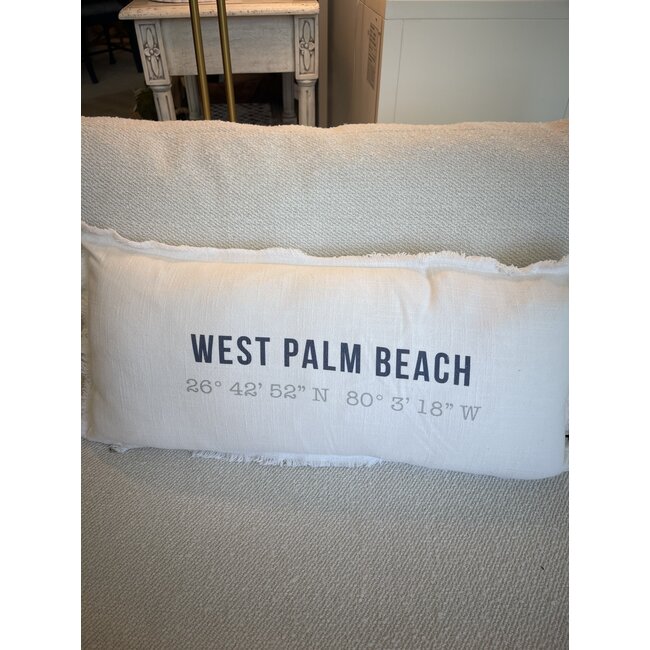 WEST PALM BEACH
26° 42’ 52” N 80° 3’ 18” W